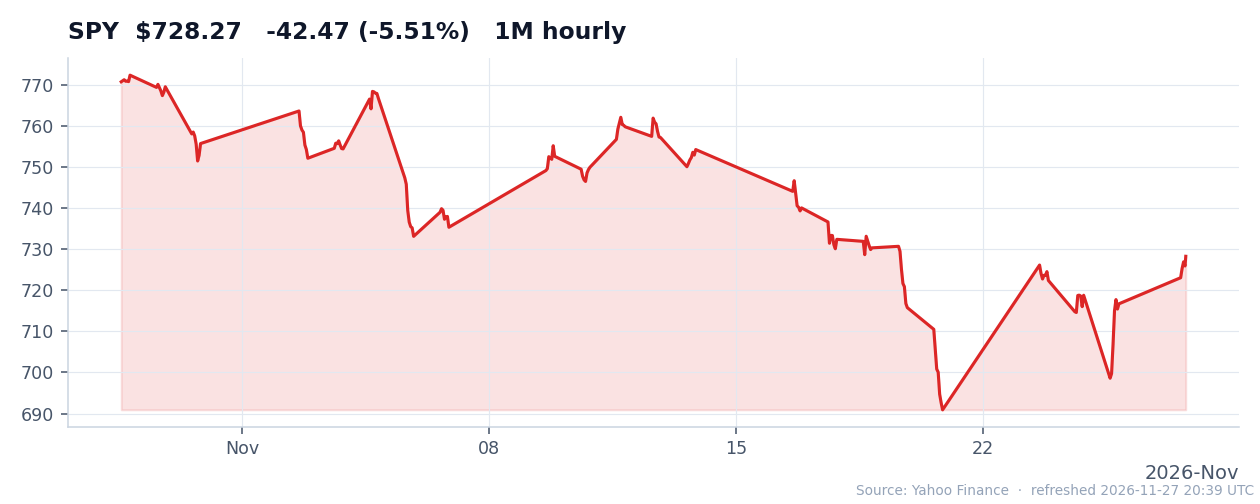 SPY $728.27 -42.47 (-5.51%) 1M hourly
770
760
750
740
730
720
710
700
690
Nov 08 15 22
2026-Nov
Source: Yahoo Finance · refreshed 2026-11-27 20:39 UTC